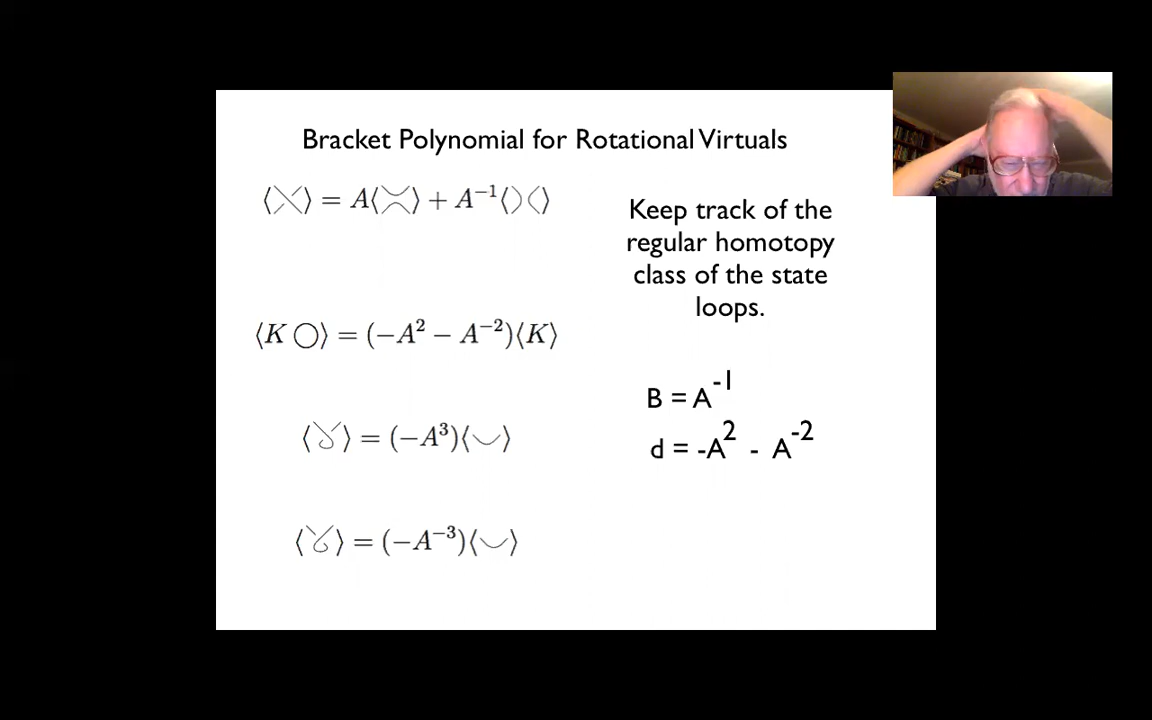 Bracket Polynomial for Rotational Virtuals
⟨⤫⟩ = A⟨≍⟩ + A⁻¹⟨)(⟩
Keep track of the
regular homotopy
class of the state
loops.
⟨K ◯⟩ = (−A² − A⁻²)⟨K⟩
B = A⁻¹
d = -A² - A⁻²
⟨ ⟩ = (−A³)⟨⌣⟩
⟨ ⟩ = (−A⁻³)⟨⌣⟩